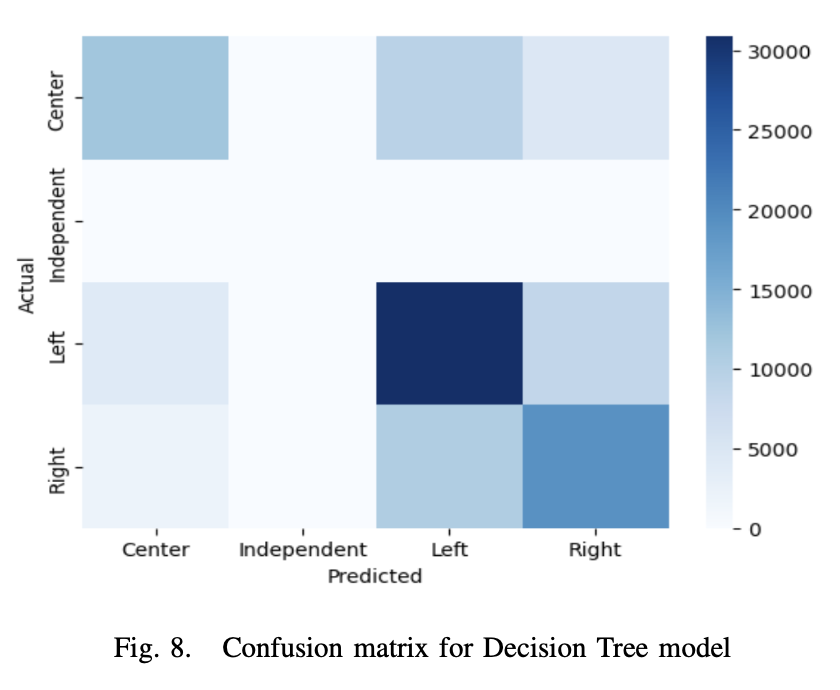 Actual
Center
Independent
Left
Right
Center Independent Left Right
Predicted
30000
25000
20000
15000
10000
5000
0
Fig. 8. Confusion matrix for Decision Tree model